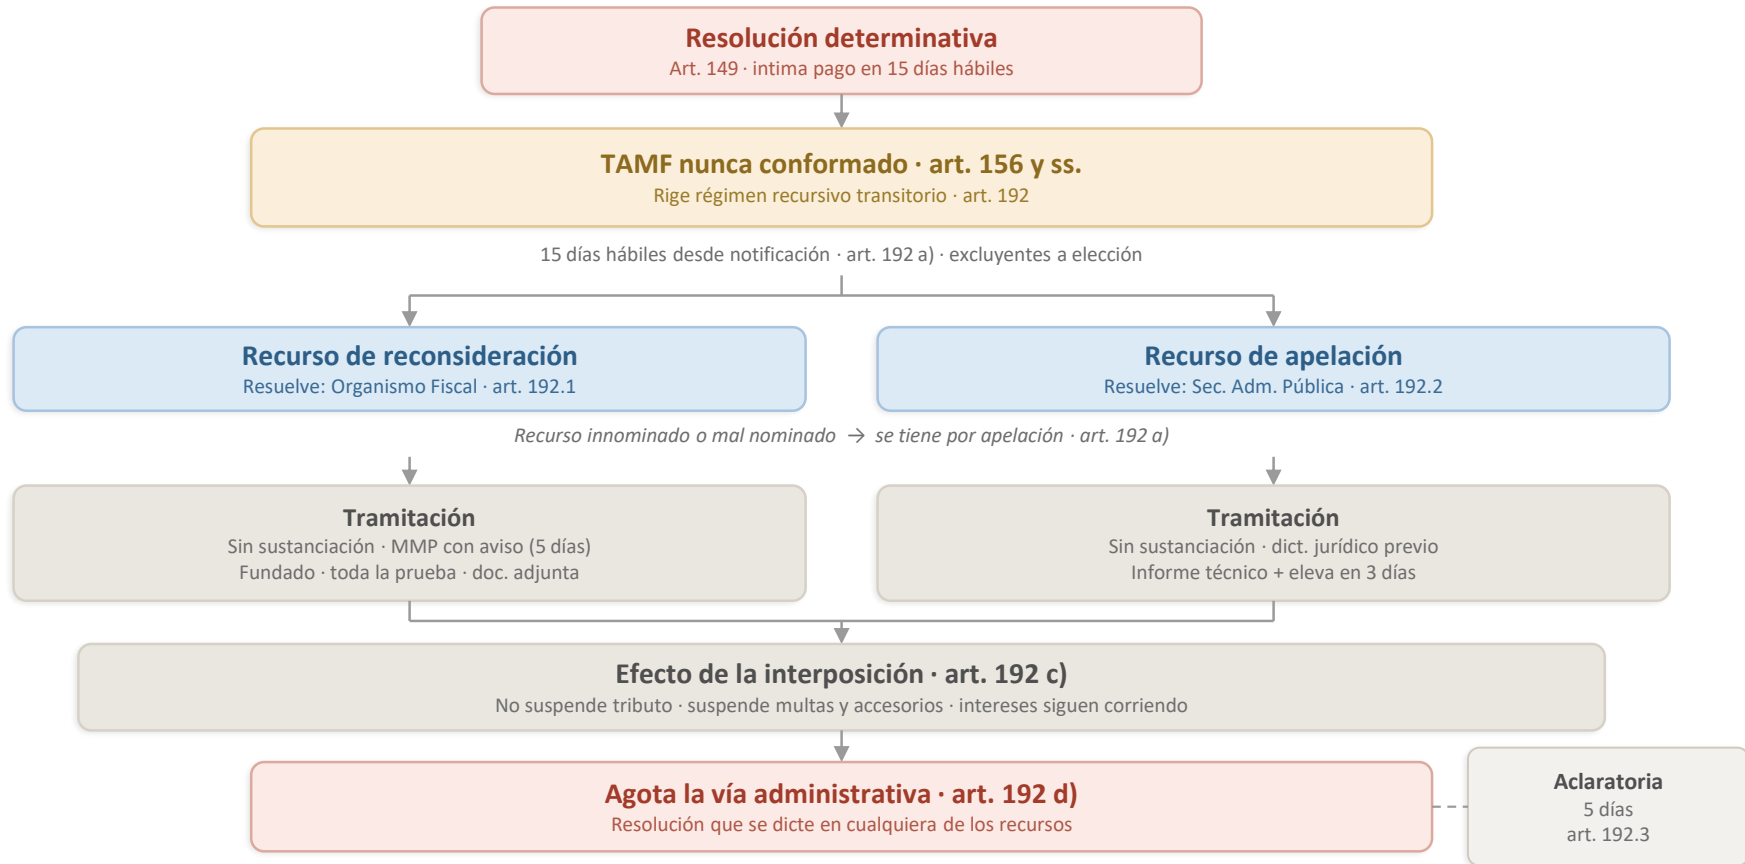 Resolución determinativa
Art. 149 · intima pago en 15 días hábiles
TAMF nunca conformado · art. 156 y ss.
Rige régimen recursivo transitorio · art. 192
15 días hábiles desde notificación · art. 192 a) · excluyentes a elección
Recurso de reconsideración
Resuelve: Organismo Fiscal · art. 192.1
Recurso de apelación
Resuelve: Sec. Adm. Pública · art. 192.2
Recurso innominado o mal nominado → se tiene por apelación · art. 192 a)
Tramitación
Sin sustanciación · MMP con aviso (5 días)
Fundado · toda la prueba · doc. adjunta
Tramitación
Sin sustanciación · dict. jurídico previo
Informe técnico + eleva en 3 días
Efecto de la interposición · art. 192 c)
No suspende tributo · suspende multas y accesorios · intereses siguen corriendo
Agota la vía administrativa · art. 192 d)
Resolución que se dicte en cualquiera de los recursos
Aclaratoria
5 días
art. 192.3